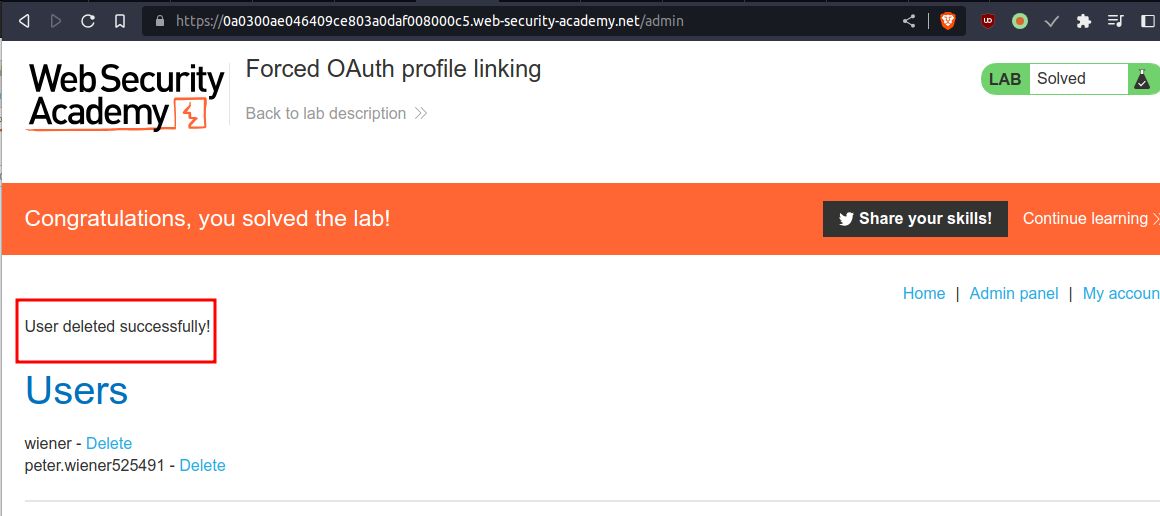 https://0a0300ae046409ce803a0daf008000c5.web-security-academy.net/admin
Web Security
Academy
Forced OAuth profile linking
Back to lab description
LAB Solved
Congratulations, you solved the lab!
Share your skills! Continue learning
Home | Admin panel | My accoun
User deleted successfully!
Users
wiener - Delete
peter.wiener525491 - Delete